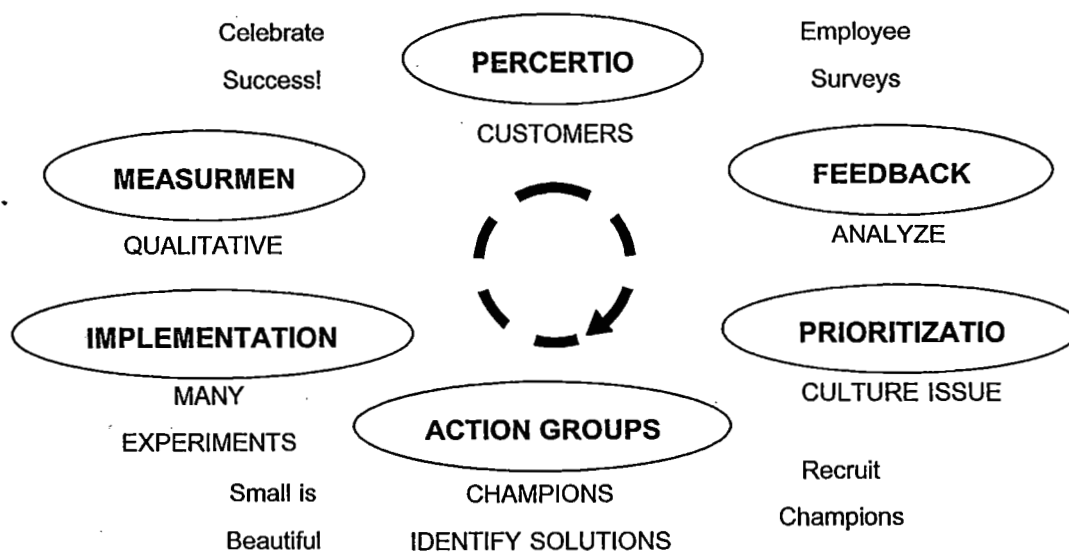 Celebrate
Success!
PERCERTIO
CUSTOMERS
Employee
Surveys
MEASURMEN
QUALITATIVE
FEEDBACK
ANALYZE
IMPLEMENTATION
MANY
EXPERIMENTS
PRIORITIZATIO
CULTURE ISSUE
ACTION GROUPS
CHAMPIONS
IDENTIFY SOLUTIONS
Small is
Beautiful
Recruit
Champions